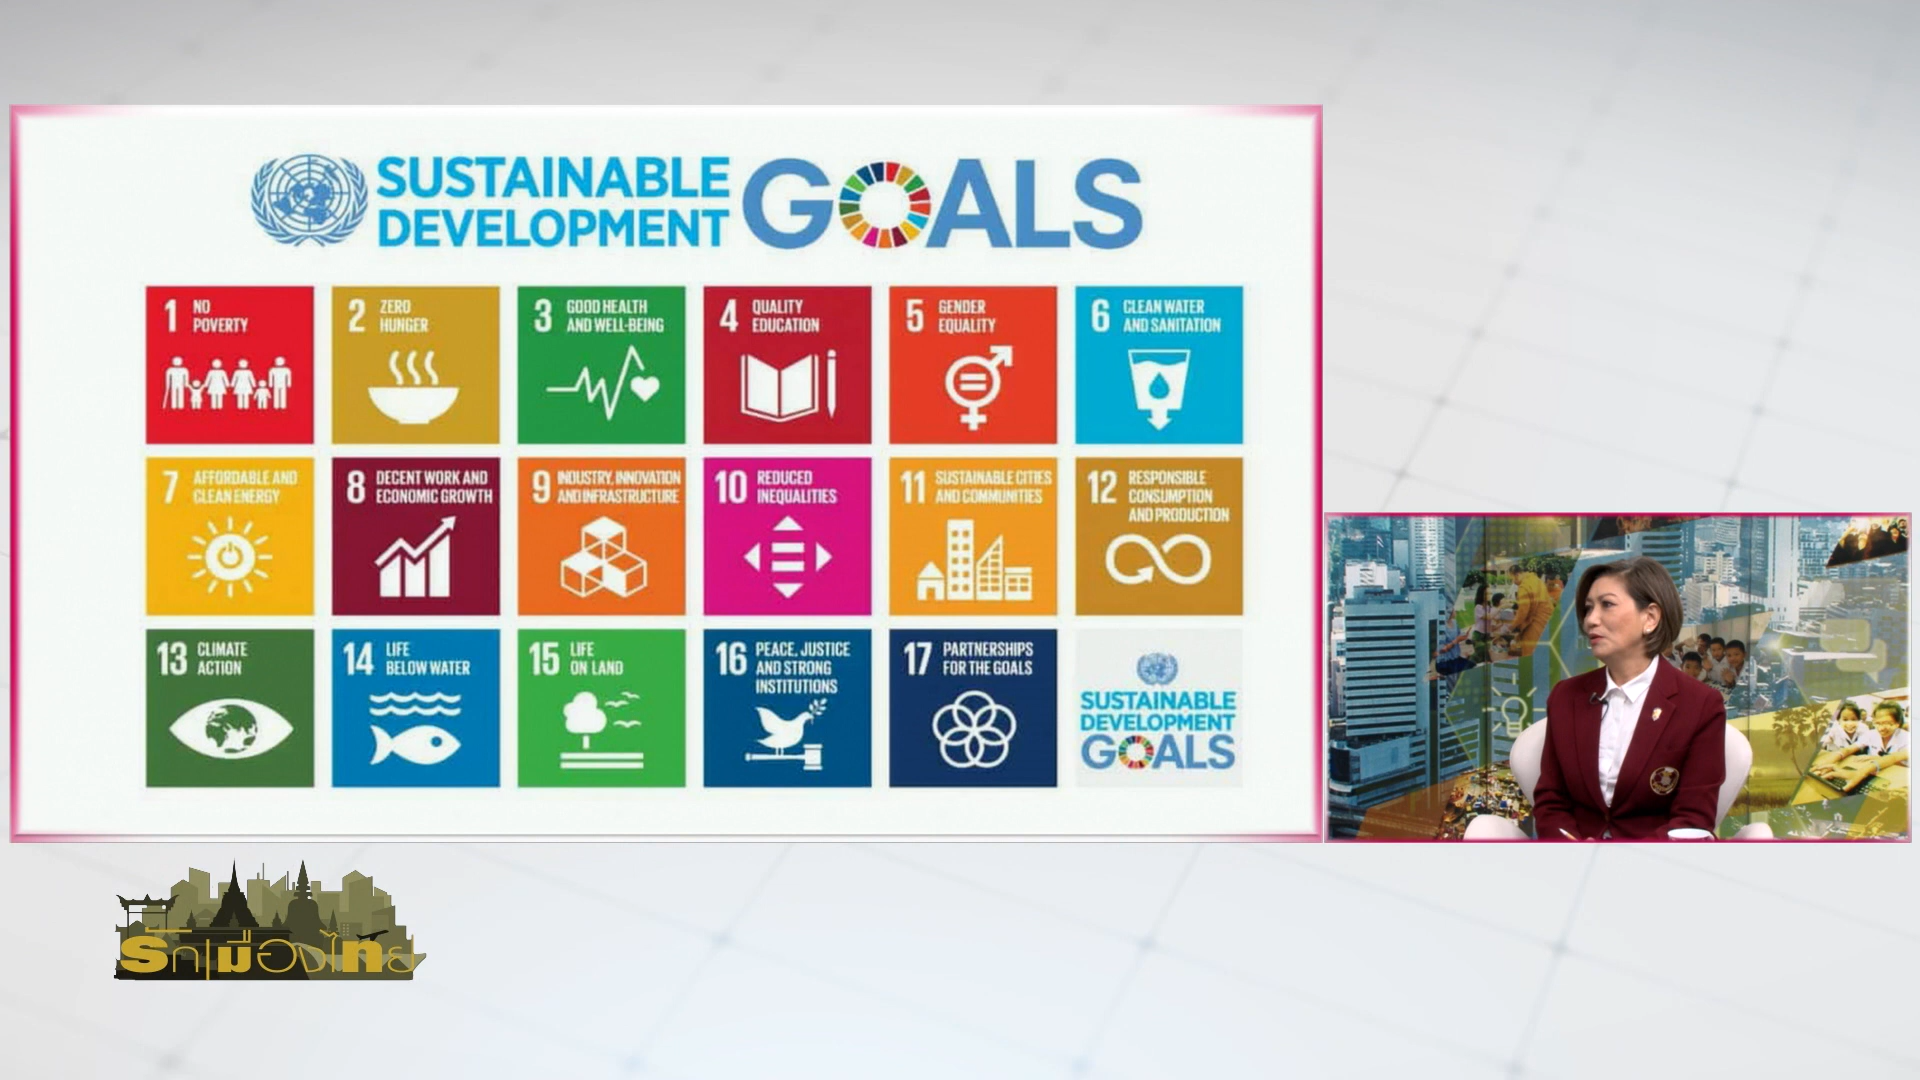 SUSTAINABLE
DEVELOPMENT
GOALS
1 NO
POVERTY
2 ZERO
HUNGER
3 GOOD HEALTH
AND WELL-BEING
4 QUALITY
EDUCATION
5 GENDER
EQUALITY
6 CLEAN WATER
AND SANITATION
7 AFFORDABLE AND
CLEAN ENERGY
8 DECENT WORK AND
ECONOMIC GROWTH
9 INDUSTRY, INNOVATION
AND INFRASTRUCTURE
10 REDUCED
INEQUALITIES
11 SUSTAINABLE CITIES
AND COMMUNITIES
12 RESPONSIBLE
CONSUMPTION
AND PRODUCTION
13 CLIMATE
ACTION
14 LIFE
BELOW WATER
15 LIFE
ON LAND
16 PEACE, JUSTICE
AND STRONG
INSTITUTIONS
17 PARTNERSHIPS
FOR THE GOALS
SUSTAINABLE
DEVELOPMENT
GOALS
รักเมืองไทย